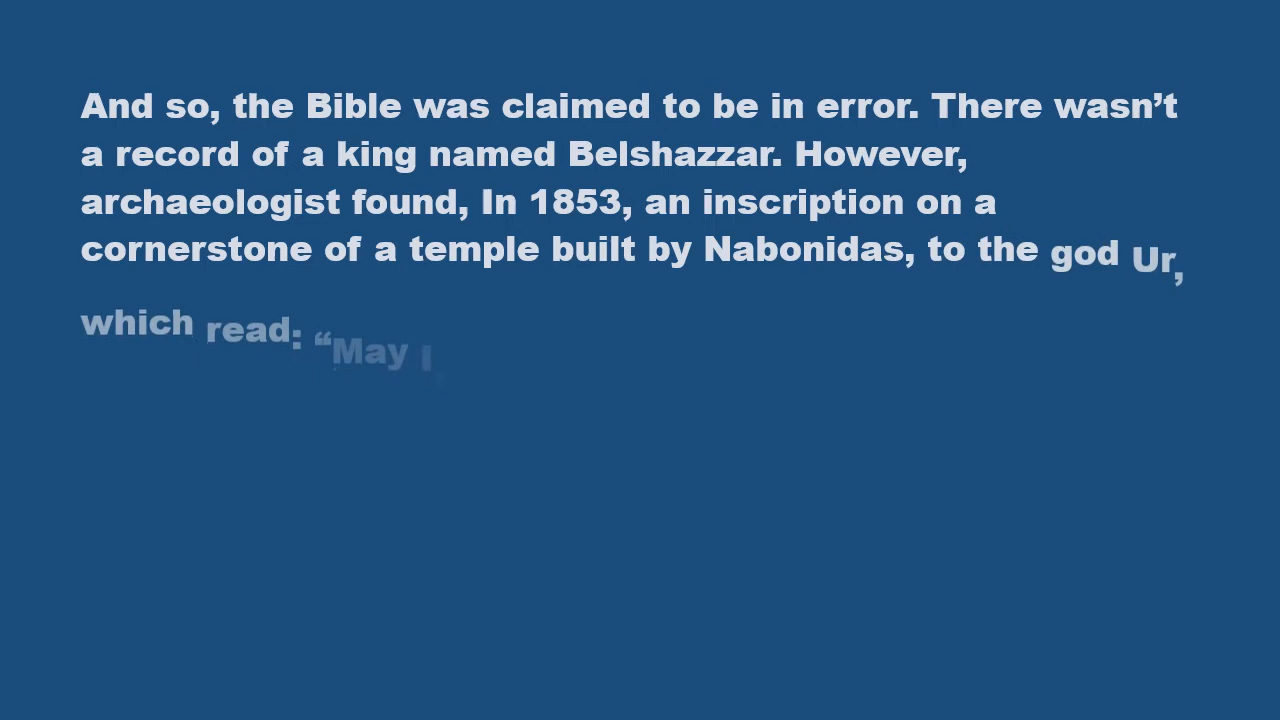 And so, the Bible was claimed to be in error. There wasn’t
a record of a king named Belshazzar. However,
archaeologist found, In 1853, an inscription on a
cornerstone of a temple built by Nabonidas, to the god Ur,
which read: “May I,